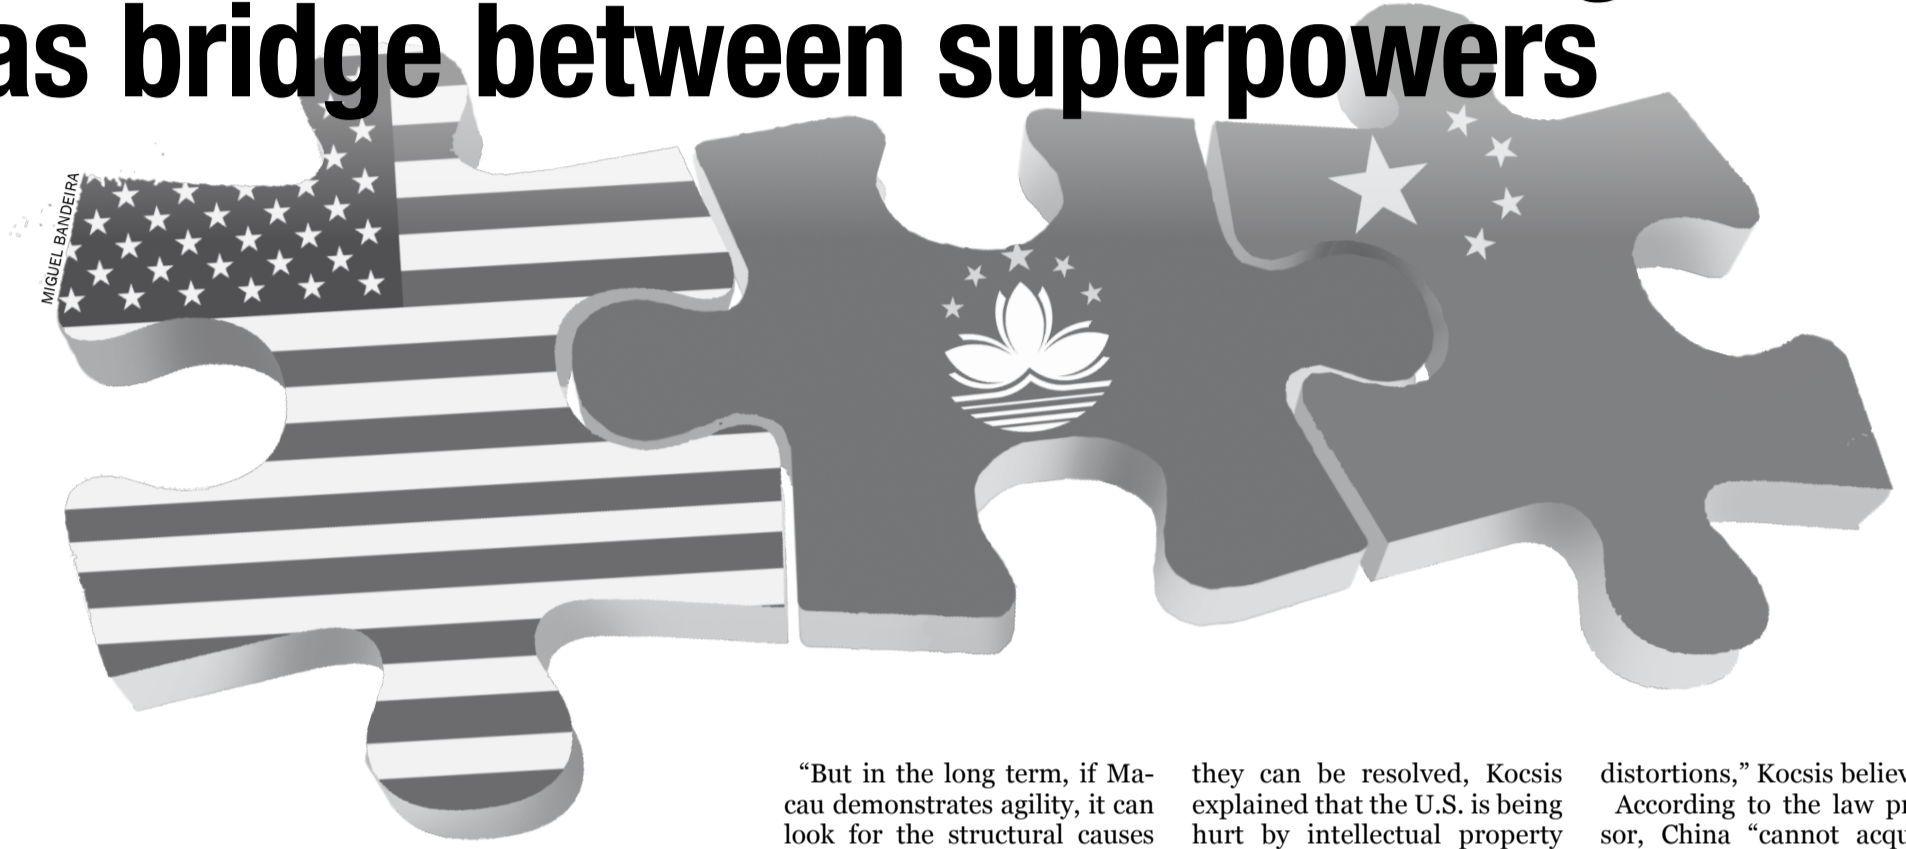 as bridge between superpowers
MIGUEL BANDEIRA
“But in the long term, if Ma-
cau demonstrates agility, it can
look for the structural causes
they can be resolved, Kocsis
explained that the U.S. is being
hurt by intellectual property
distortions,” Kocsis
According to the law
sor, China “cannot